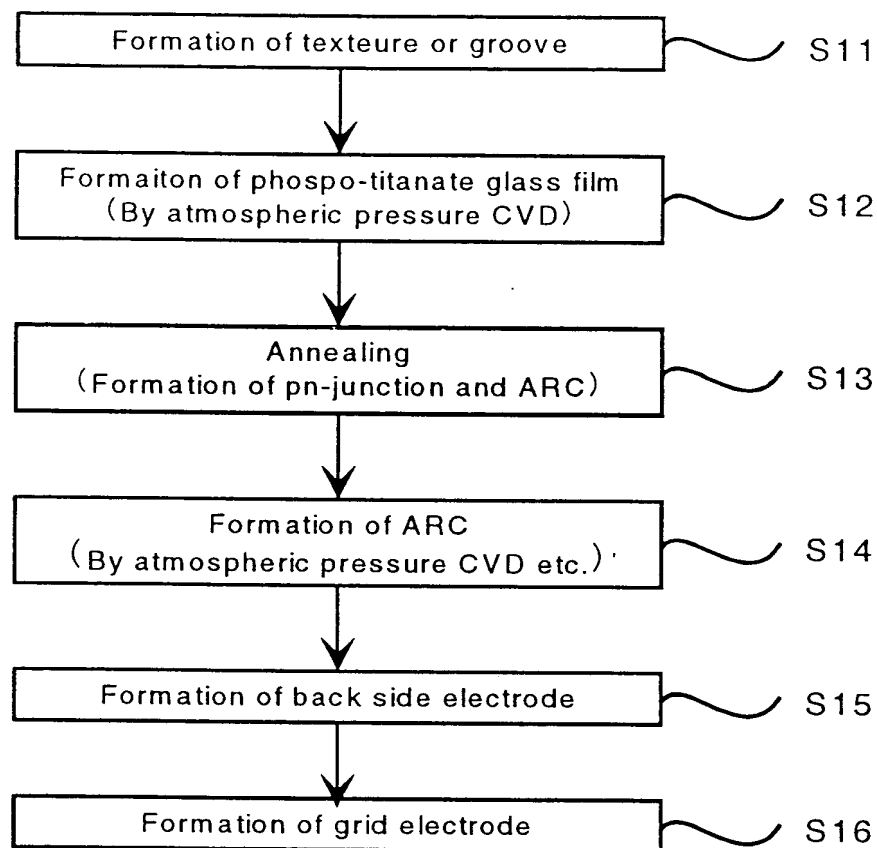 Formation of texteure or groove
S11
Formaiton of phospo-titanate glass film
(By atmospheric pressure CVD)
S12
Annealing
(Formation of pn-junction and ARC)
S13
Formation of ARC
(By atmospheric pressure CVD etc.)
S14
Formation of back side electrode
S15
Formation of grid electrode
S16